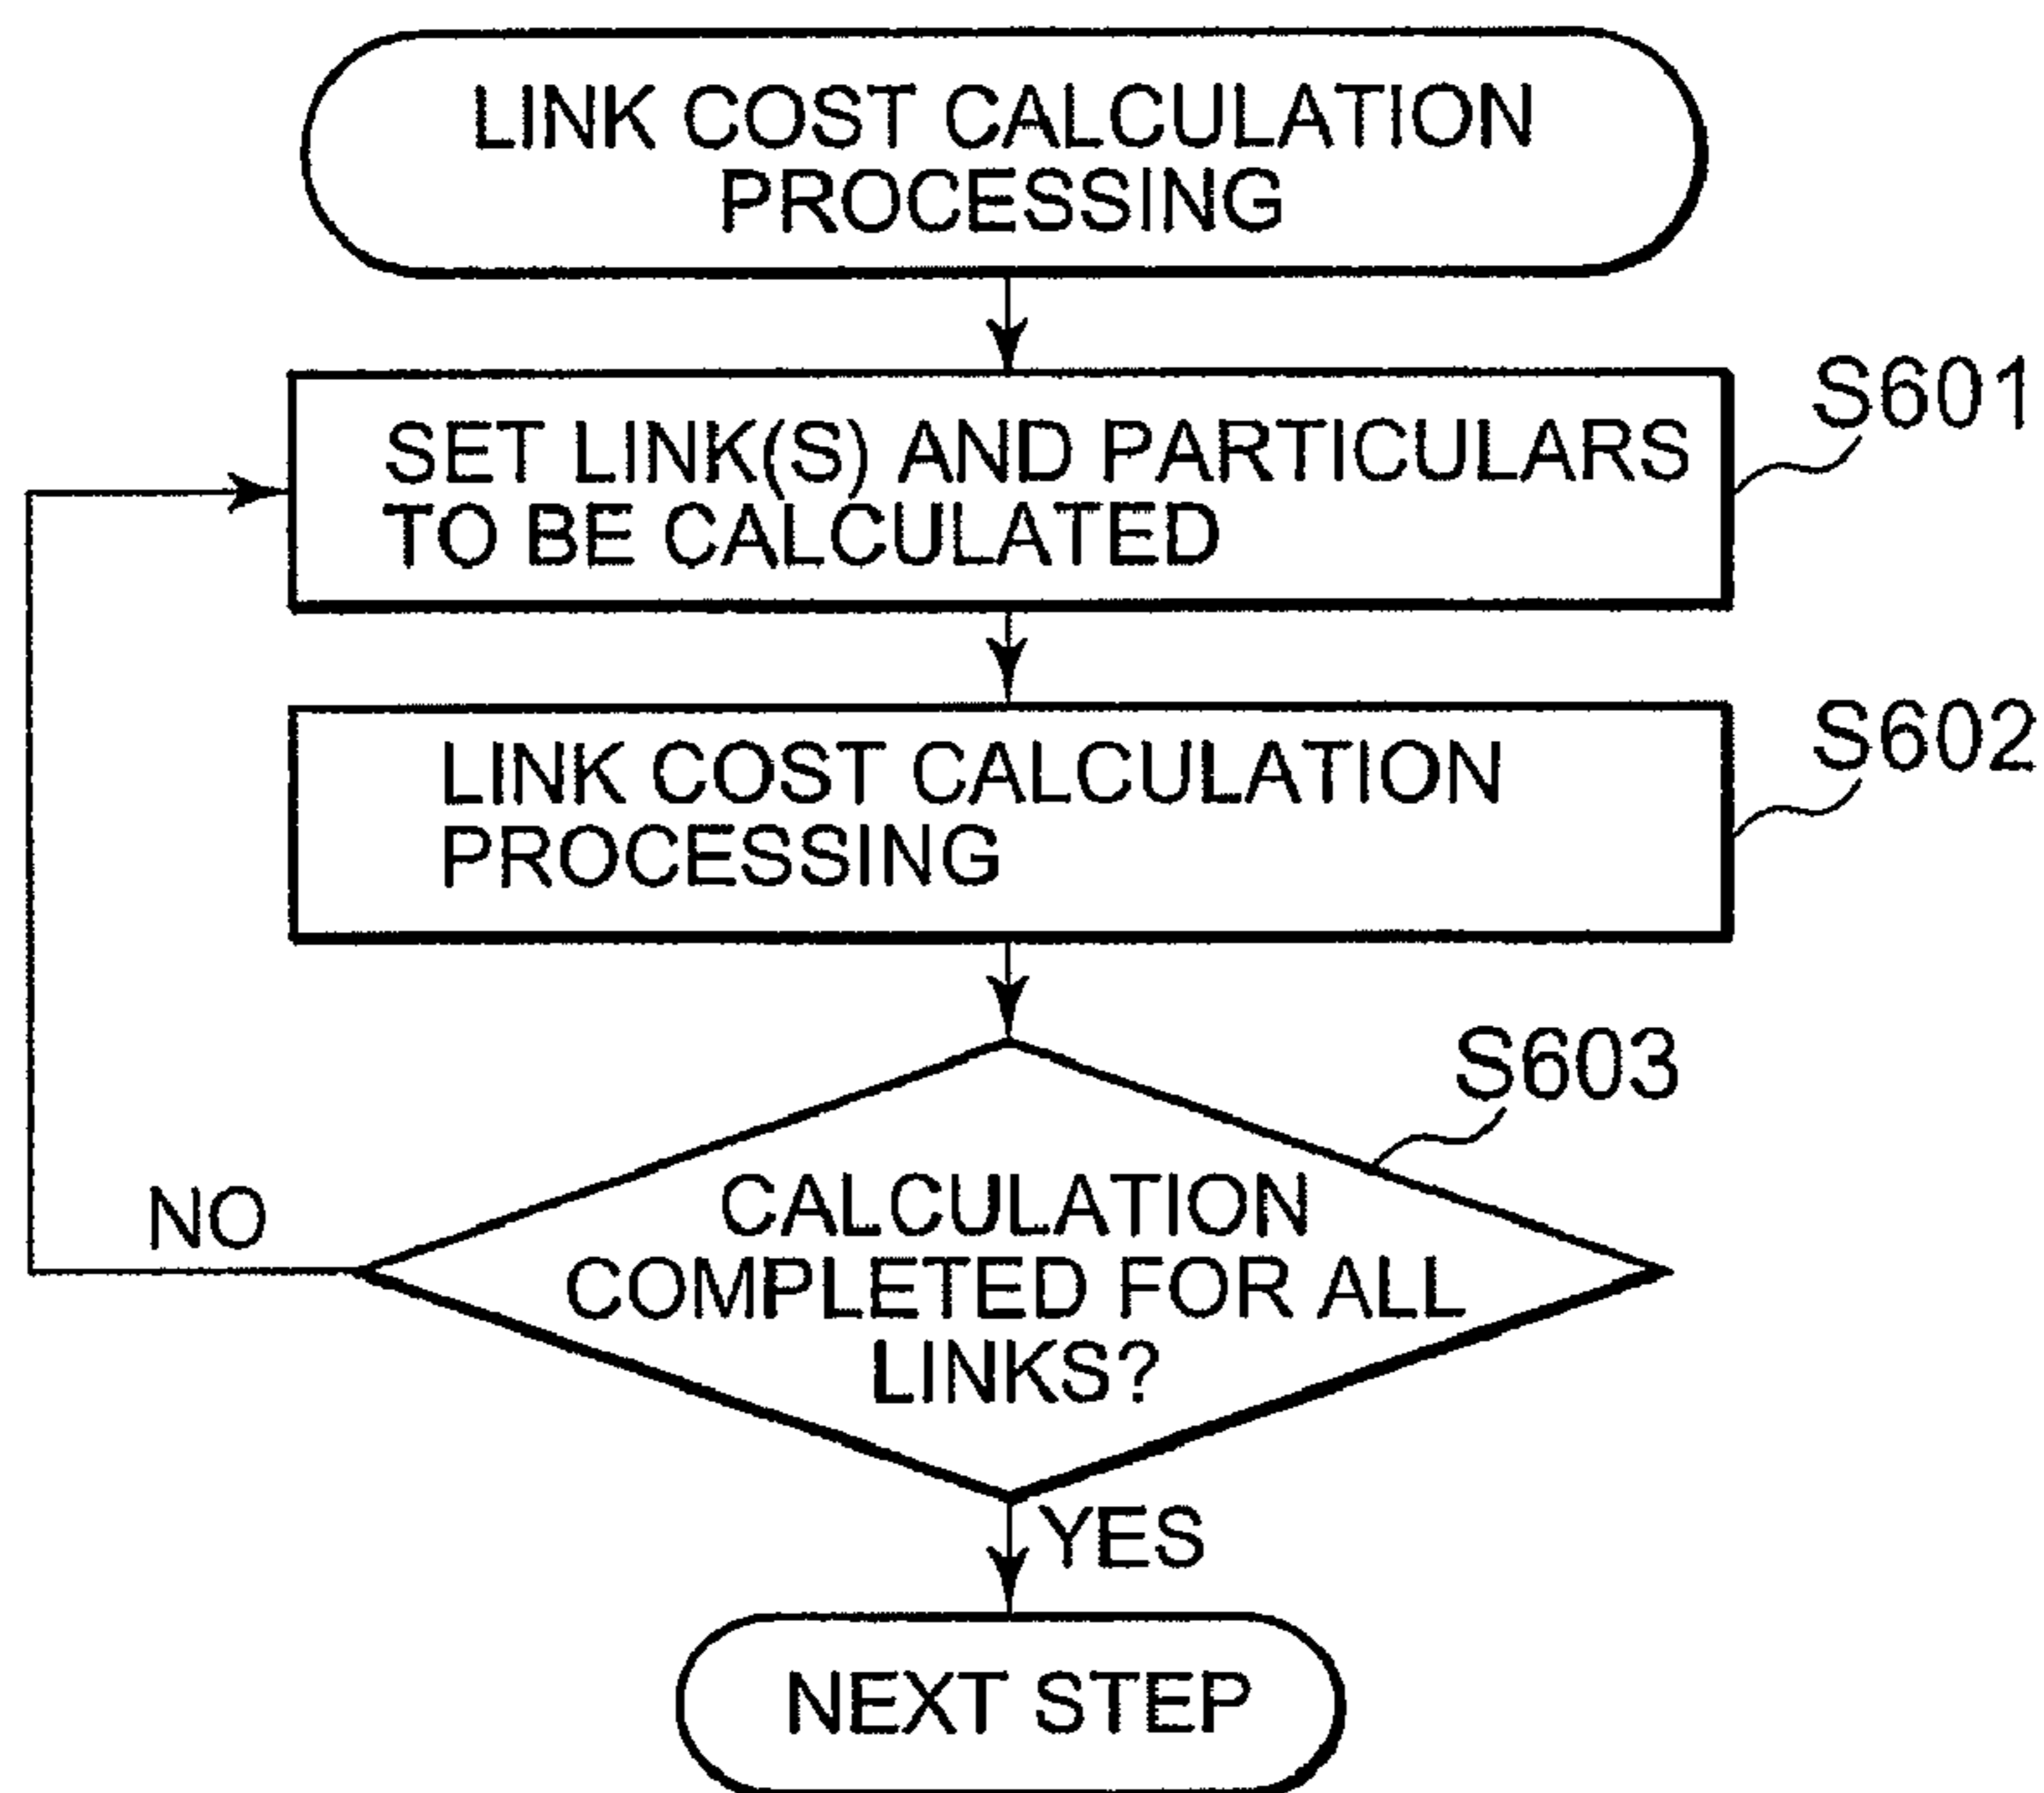 LINK COST CALCULATION
PROCESSING
S601
SET LINK(S) AND PARTICULARS
TO BE CALCULATED
S602
LINK COST CALCULATION
PROCESSING
S603
CALCULATION
COMPLETED FOR ALL
LINKS?
NO
YES
NEXT STEP